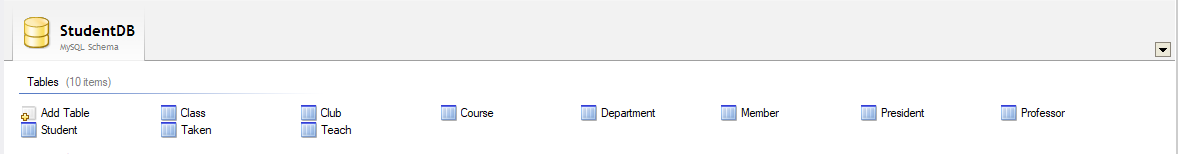 StudentDB
MySQL Schema
Tables (10 items)
Add Table Class Club Course Department Member President Professor
Student Taken Teach